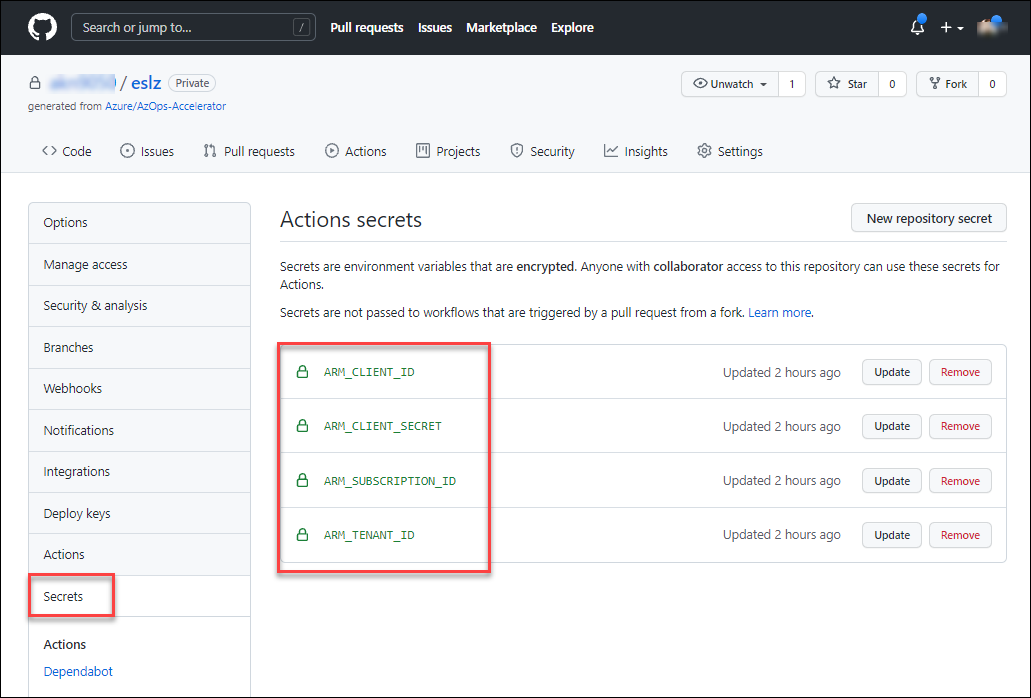 Search or jump to... / Pull requests Issues Marketplace Explore
/ eslz Private Unwatch 1 Star 0 Fork 0
generated from Azure/AzOps-Accelerator
Code Issues Pull requests Actions Projects Security Insights Settings
Options
Manage access
Security & analysis
Branches
Webhooks
Notifications
Integrations
Deploy keys
Actions
Secrets
Actions
Dependabot
Actions secrets New repository secret
Secrets are environment variables that are encrypted. Anyone with collaborator access to this repository can use these secrets for
Actions.
Secrets are not passed to workflows that are triggered by a pull request from a fork. Learn more.
ARM_CLIENT_ID Updated 2 hours ago Update Remove
ARM_CLIENT_SECRET Updated 2 hours ago Update Remove
ARM_SUBSCRIPTION_ID Updated 2 hours ago Update Remove
ARM_TENANT_ID Updated 2 hours ago Update Remove